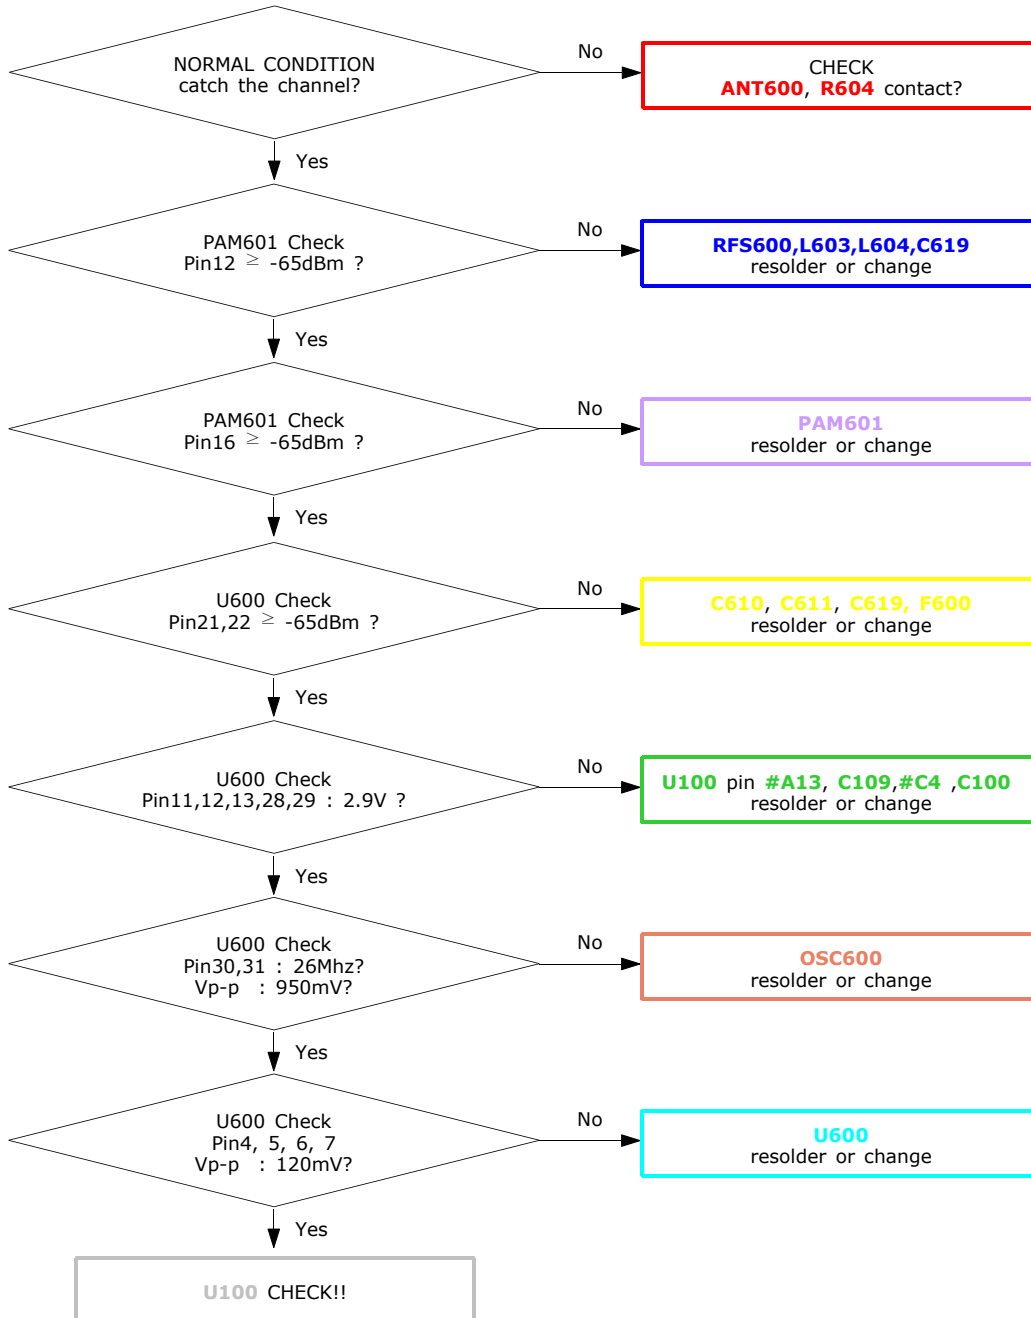 NORMAL CONDITION
catch the channel?
No
CHECK
ANT600, R604 contact?
Yes
PAM601 Check
Pin12 ≥ -65dBm ?
No
RFS600,L603,L604,C619
resolder or change
Yes
PAM601 Check
Pin16 ≥ -65dBm ?
No
PAM601
resolder or change
Yes
U600 Check
Pin21,22 ≥ -65dBm ?
No
C610, C611, C619, F600
resolder or change
Yes
U600 Check
Pin11,12,13,28,29 : 2.9V ?
No
U100 pin #A13, C109,#C4 ,C100
resolder or change
Yes
U600 Check
Pin30,31 : 26Mhz?
Vp-p : 950mV?
No
OSC600
resolder or change
Yes
U600 Check
Pin4, 5, 6, 7
Vp-p : 120mV?
No
U600
resolder or change
Yes
U100 CHECK!!